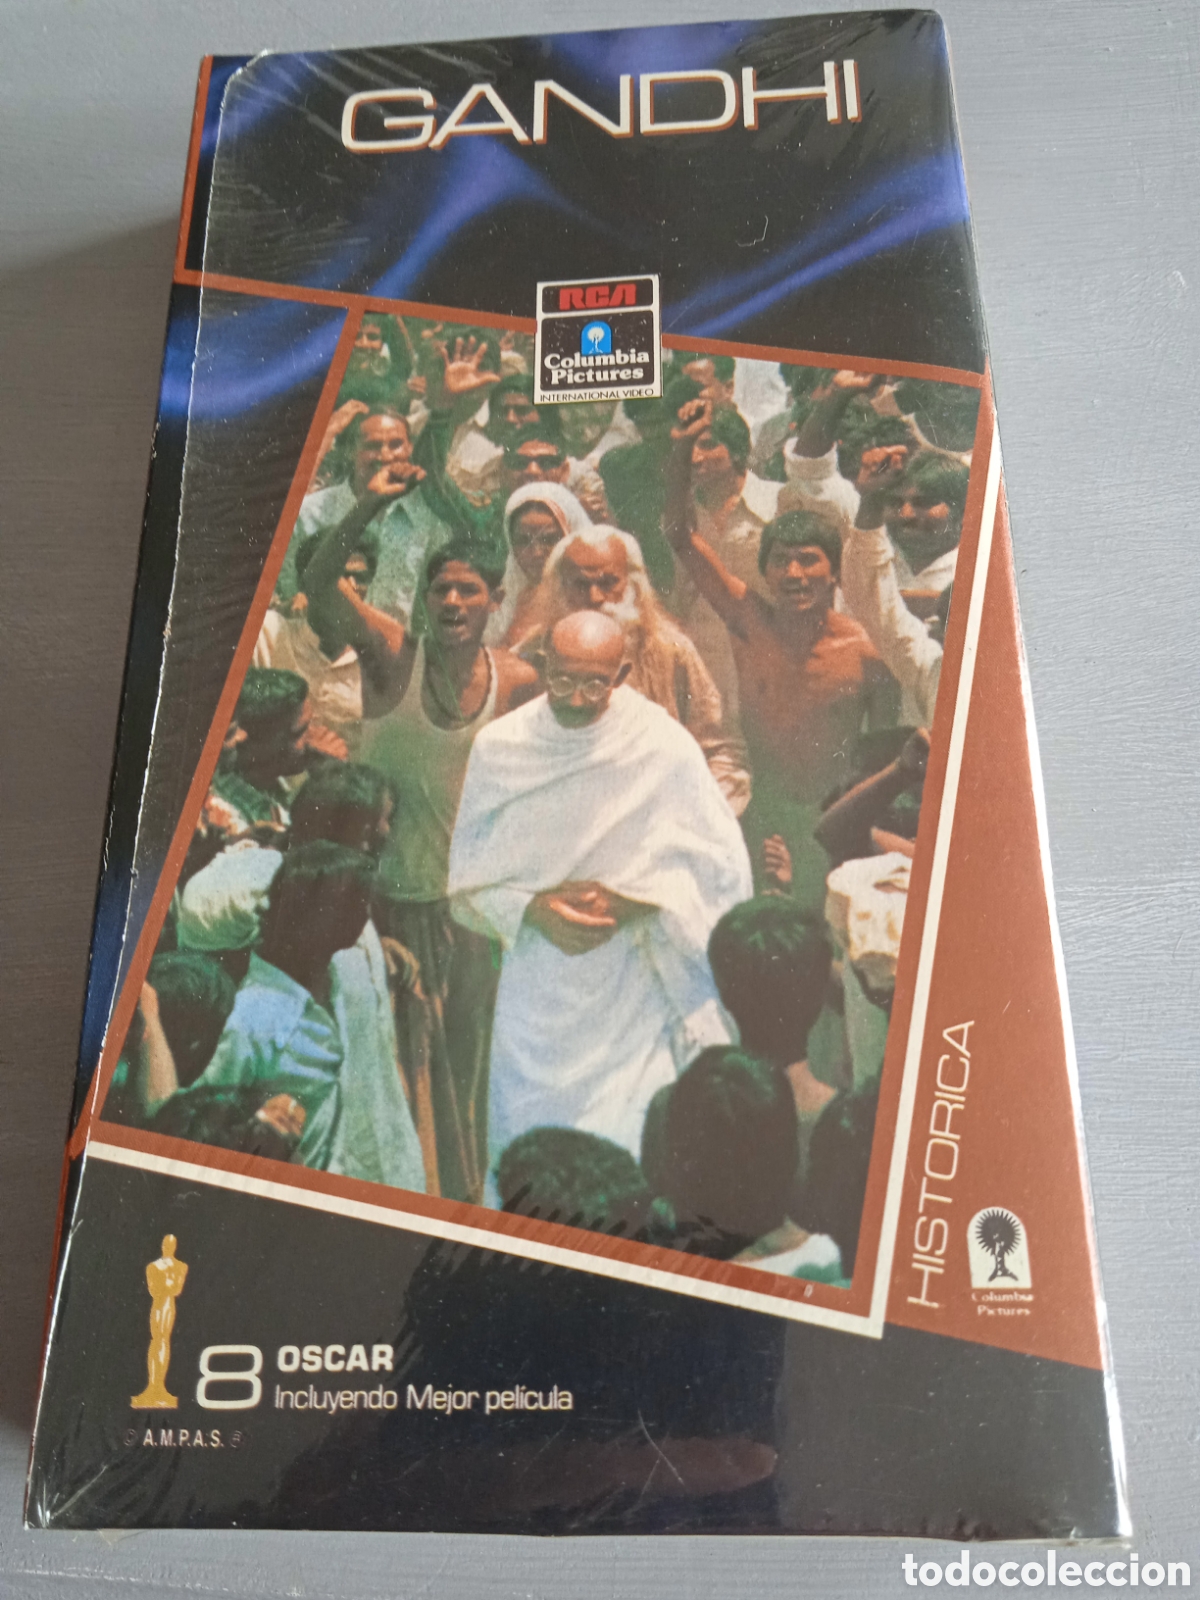 GANDHI
RCA
Columbia
Pictures
INTERNATIONAL VIDEO
HISTORICA
Columbia
Pictures
8 OSCAR
Incluyendo Mejor película
© A.M.P.A.S. ®
todocoleccion